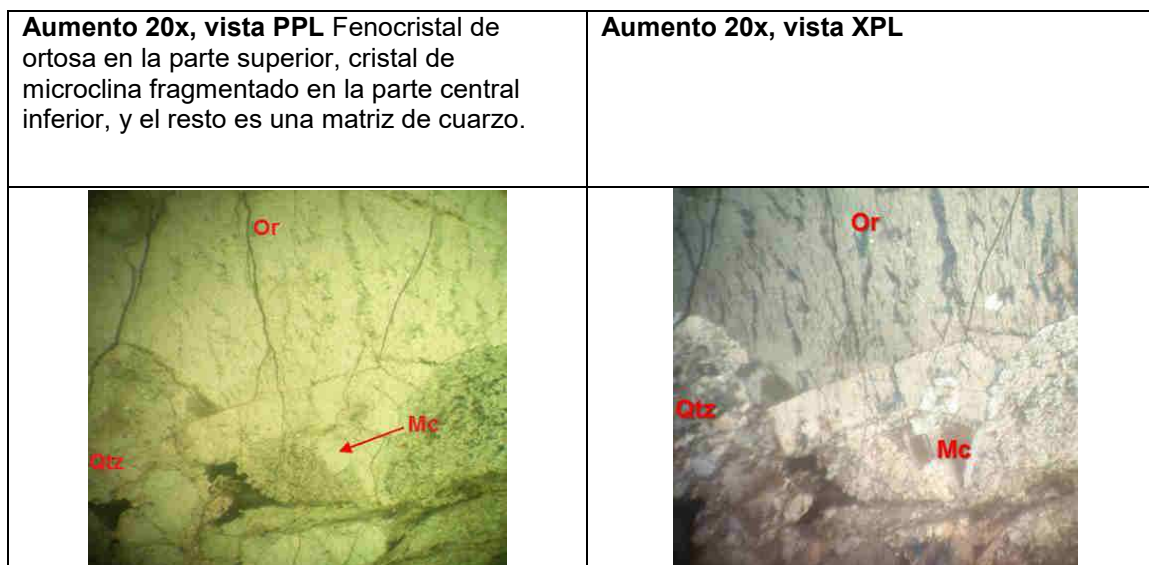 Aumento 20x, vista PPL Fenocristal de
ortosa en la parte superior, cristal de
microclina fragmentado en la parte central
inferior, y el resto es una matriz de cuarzo.
Aumento 20x, vista XPL
Or
Mc
Qtz
Or
Qtz
Mc